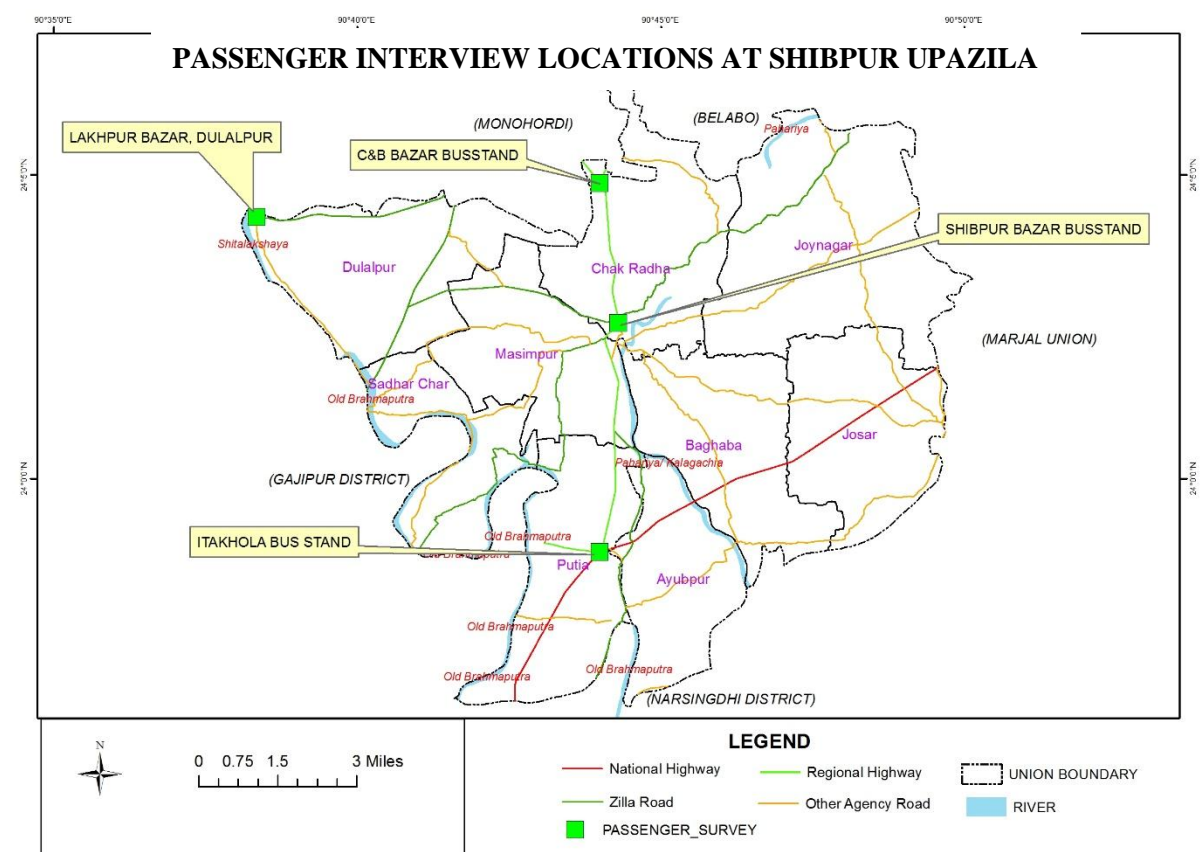 90°35'0"E 90°40'0"E 90°45'0"E 90°50'0"E
PASSENGER INTERVIEW LOCATIONS AT SHIBPUR UPAZILA
(MONOHORDI)
(BELABO)
Pahariya
LAKHPUR BAZAR, DULALPUR
C&B BAZAR BUSSTAND
24°5'0"N
24°5'0"N
SHIBPUR BAZAR BUSSTAND
Shitalakshaya
Joynagar
Dulalpur
Chak Radha
(MARJAL UNION)
Masimpur
Sadhar Char
Old Brahmaputra
Josar
Baghaba
Pahariya/ Kalagachia
(GAJIPUR DISTRICT)
24°0'0"N
24°0'0"N
ITAKHOLA BUS STAND
Old Brahmaputra
Brahmaputra
Putia
Ayubpur
Old Brahmaputra
Old Brahmaputra
Old Brahmaputra
(NARSINGDHI DISTRICT)
N
0 0.75 1.5 3 Miles
LEGEND
National Highway
Regional Highway
UNION BOUNDARY
Zilla Road
Other Agency Road
RIVER
PASSENGER_SURVEY